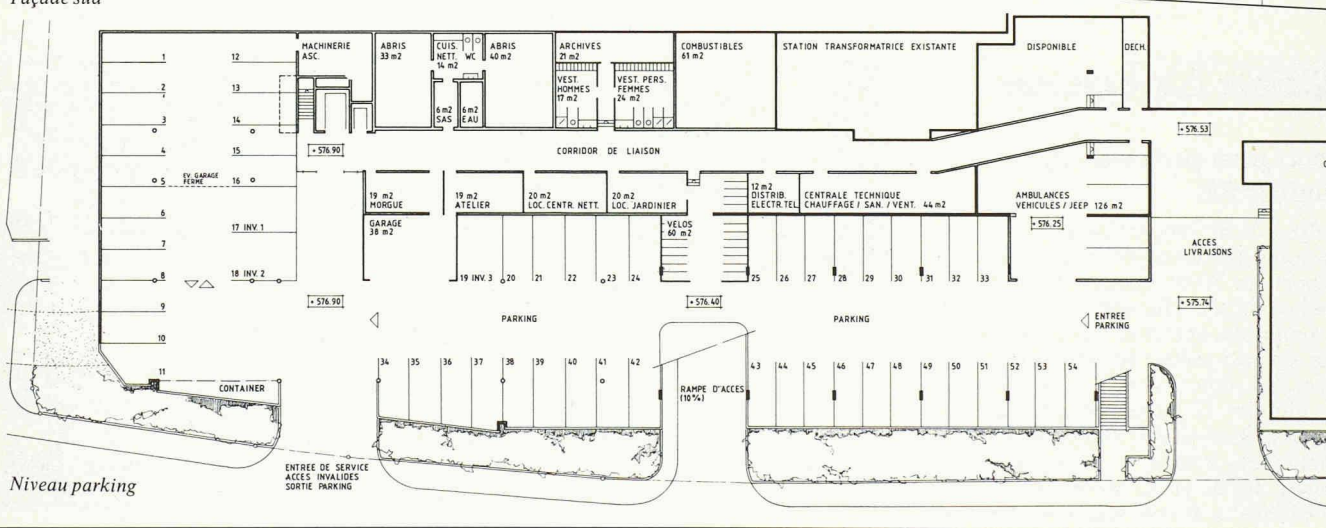 Façade sud
MACHINERIE
ASC.
ABRIS
33 m2
CUIS.
NETT. WC
14 m2
ABRIS
40 m2
ARCHIVES
21 m2
VEST.
HOMMES
17 m2
VEST. PERS.
FEMMES
24 m2
COMBUSTIBLES
61 m2
STATION TRANSFORMATRICE EXISTANTE
DISPONIBLE
DECH.
6 m2
SAS
6 m2
EAU
1
2
3
4
5
6
7
8
9
10
11
12
13
14
15
16
17 INV. 1
18 INV. 2
EV. GARAGE
FERME
+ 576.90
CORRIDOR DE LIAISON
+ 576.53
19 m2
MORGUE
19 m2
ATELIER
20 m2
LOC. CENTR. NETT.
20 m2
LOC. JARDINIER
12 m2
DISTRIB.
ELECTR. TEL.
CENTRALE TECHNIQUE
CHAUFFAGE / SAN. / VENT. 44 m2
AMBULANCES
VEHICULES / JEEP 126 m2
GARAGE
38 m2
VELOS
60 m2
+ 576.25
ACCES
LIVRAISONS
19 INV. 3
20
21
22
23
24
25
26
27
28
29
30
31
32
33
+ 576.90
+ 576.40
+ 575.74
PARKING
PARKING
ENTREE
PARKING
34
35
36
37
38
39
40
41
42
43
44
45
46
47
48
49
50
51
52
53
54
CONTAINER
RAMPE D'ACCES
(10%)
ENTREE DE SERVICE
ACCES INVALIDES
SORTIE PARKING
Niveau parking